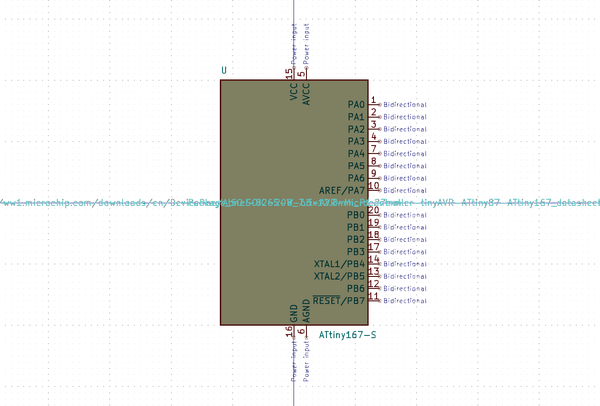 Power input
Power input
U
15
5
VCC
AVCC
PA0 1 Bidirectional
PA1 2 Bidirectional
PA2 3 Bidirectional
PA3 4 Bidirectional
PA4 7 Bidirectional
PA5 8 Bidirectional
PA6 9 Bidirectional
AREF/PA7 10 Bidirectional
/ww1.microchip.com/downloads/en/ tinyAVR ATtiny87 ATtiny167_datasheet
PB0 20 Bidirectional
PB1 19 Bidirectional
PB2 18 Bidirectional
PB3 17 Bidirectional
XTAL1/PB4 14 Bidirectional
XTAL2/PB5 13 Bidirectional
PB6 12 Bidirectional
RESET/PB7 11 Bidirectional
GND
AGND
16
6
ATtiny167-S
Power input
Power input